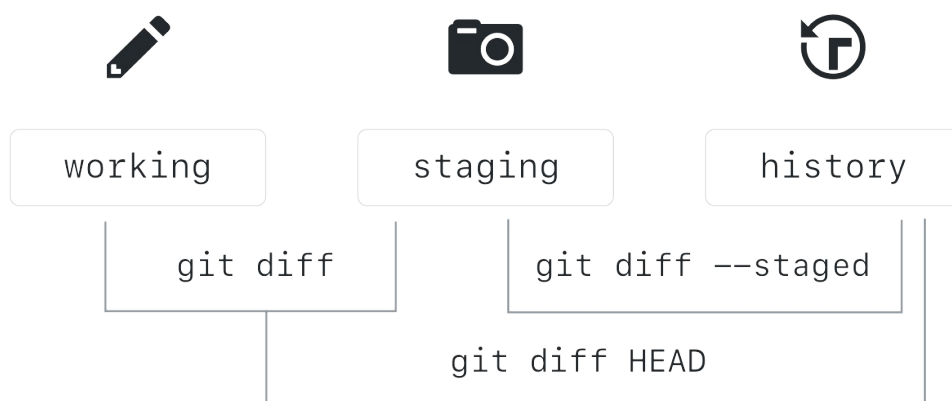 working
staging
history
git diff
git diff --staged
git diff HEAD